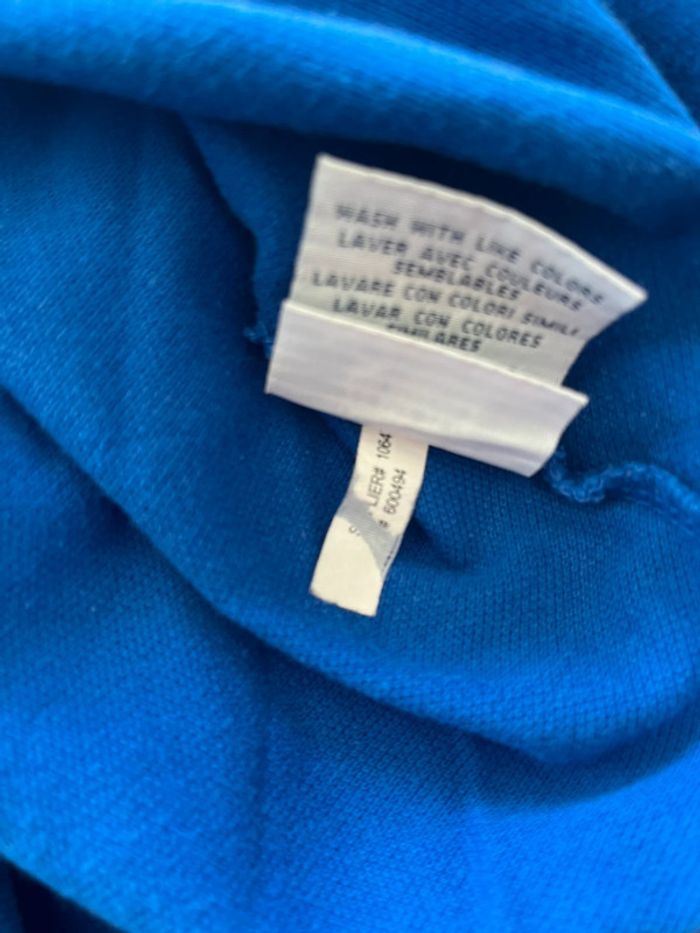 WASH WITH LIKE COLORS
LAVER AVEC COULEURS
SEMBLABLES
LAVARE CON COLORI SIMILI
LAVAR CON COLORES
SIMILARES
LIER# 1064
# 600494